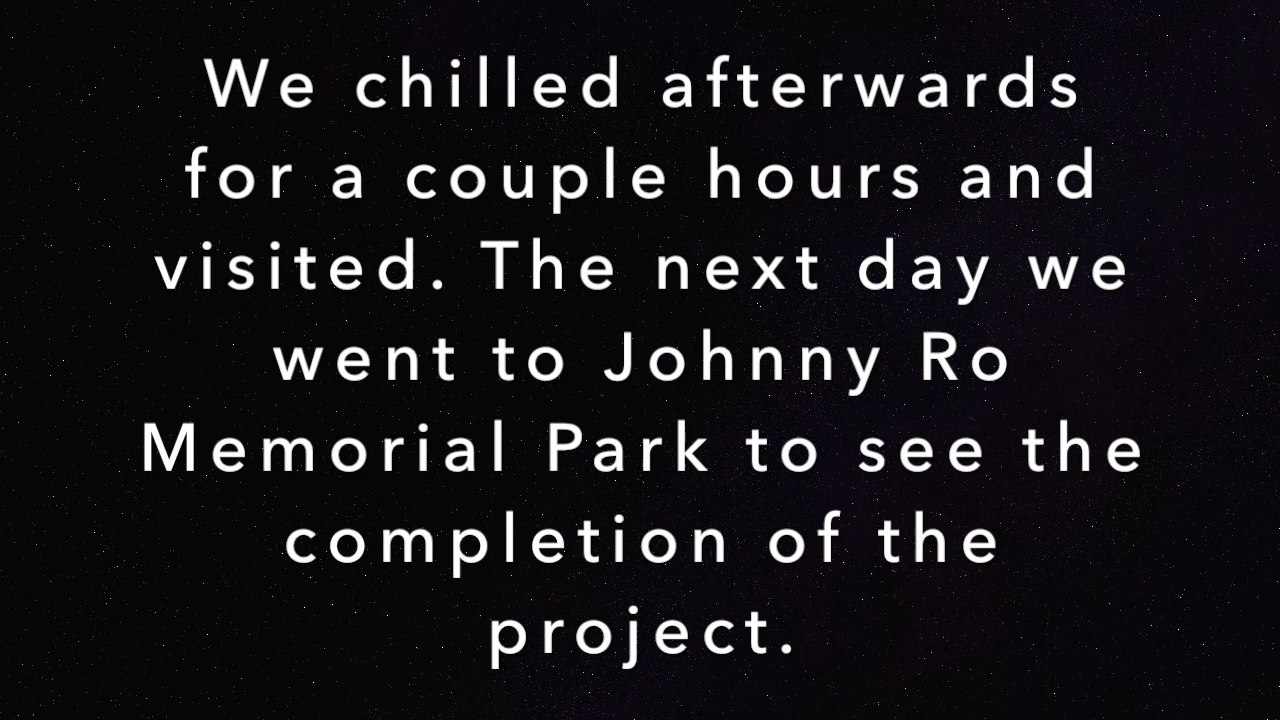 We chilled afterwards
for a couple hours and
visited. The next day we
went to Johnny Ro
Memorial Park to see the
completion of the
project.